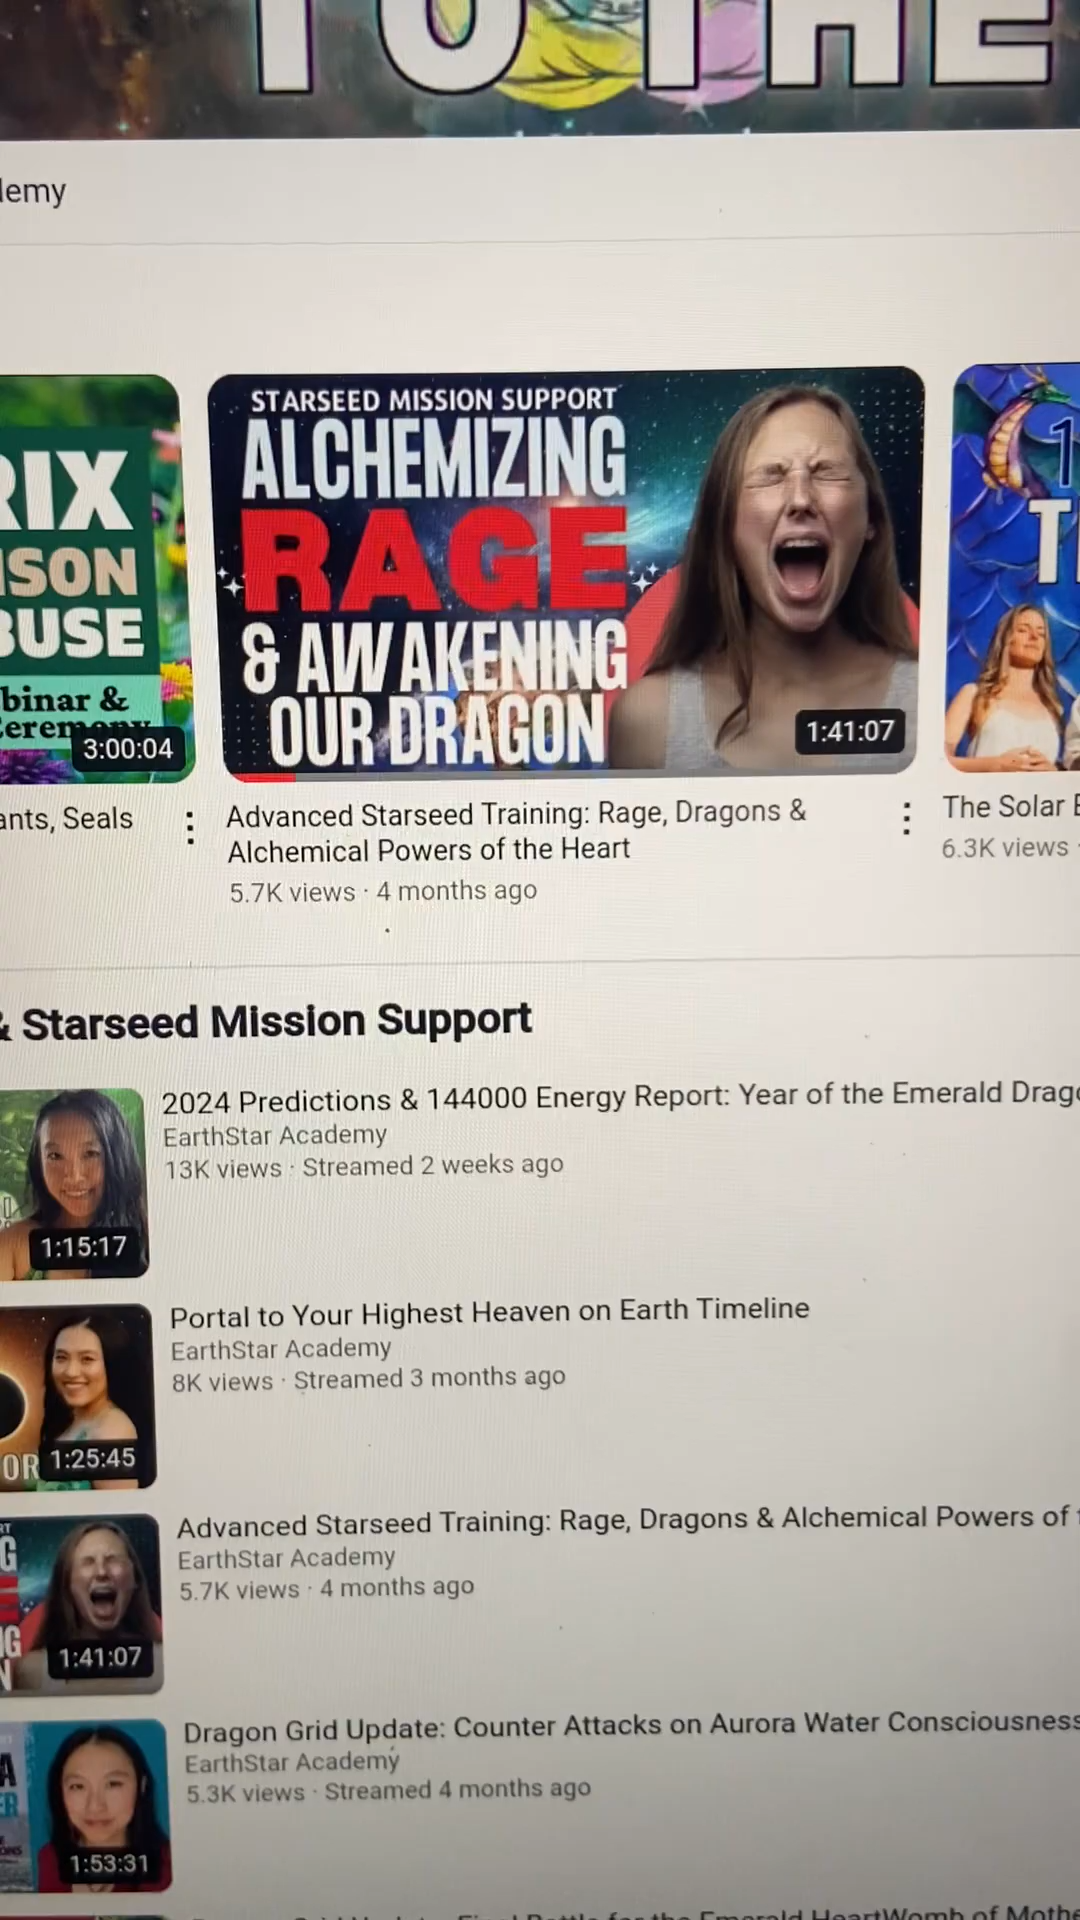 TO THE
demy
RIX
ISON
BUSE
binar &
Ceremony
3:00:04
STARSEED MISSION SUPPORT
ALCHEMIZING
RAGE
& AWAKENING
OUR DRAGON
1:41:07
ants, Seals
Advanced Starseed Training: Rage, Dragons &
Alchemical Powers of the Heart
5.7K views · 4 months ago
The Solar
6.3K views ·
& Starseed Mission Support
2024 Predictions & 144000 Energy Report: Year of the Emerald Drago
EarthStar Academy
13K views · Streamed 2 weeks ago
1:15:17
Portal to Your Highest Heaven on Earth Timeline
EarthStar Academy
8K views · Streamed 3 months ago
OR
1:25:45
Advanced Starseed Training: Rage, Dragons & Alchemical Powers of
EarthStar Academy
5.7K views · 4 months ago
1:41:07
Dragon Grid Update: Counter Attacks on Aurora Water Consciousness
EarthStar Academy
5.3K views · Streamed 4 months ago
1:53:31